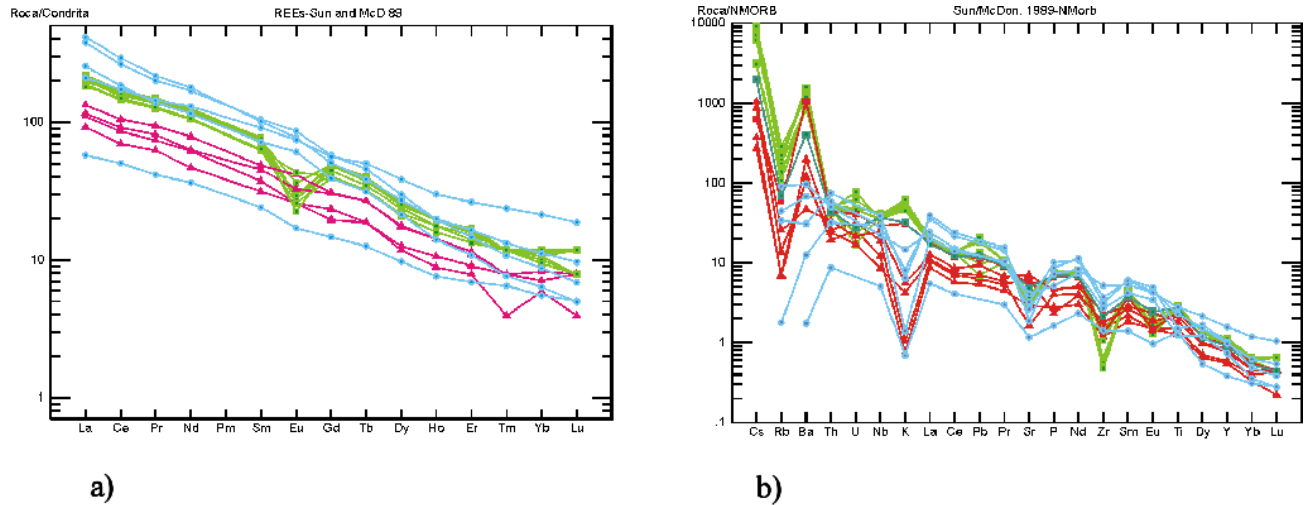 Roca/Condrita
REEs-Sun and McD 89
100
10
1
La Ce Pr Nd Pm Sm Eu Gd Tb Dy Ho Er Tm Yb Lu
a)
Roca/NMORB
Sun/McDon. 1989-NMorb
10000
1000
100
10
1
.1
Cs Rb Ba Th U Nb K La Ce Pb Pr Sr P Nd Zr Sm Eu Ti Dy Y Yb Lu
b)